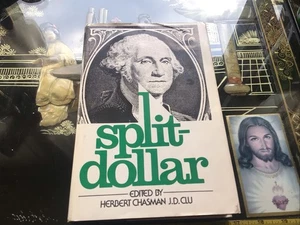 split-
dollar
EDITED BY
HERBERT CHASMAN J.D. CLU